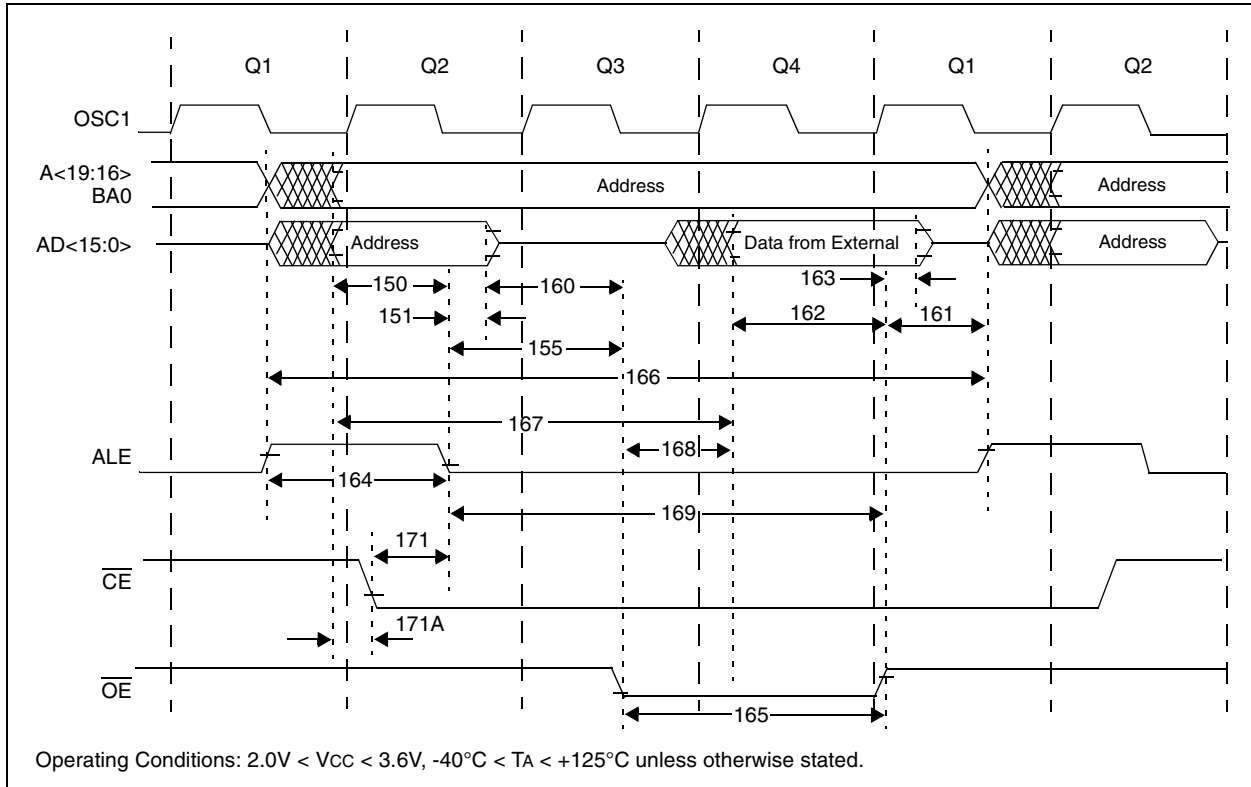 Q1 Q2 Q3 Q4 Q1 Q2
OSC1
A<19:16>
BA0
Address
Address
AD<15:0>
Address
Data from External
Address
150
160
163
151
162
161
155
166
167
168
ALE
164
169
171
CE
171A
OE
165
Operating Conditions: 2.0V < VCC < 3.6V, -40°C < TA < +125°C unless otherwise stated.